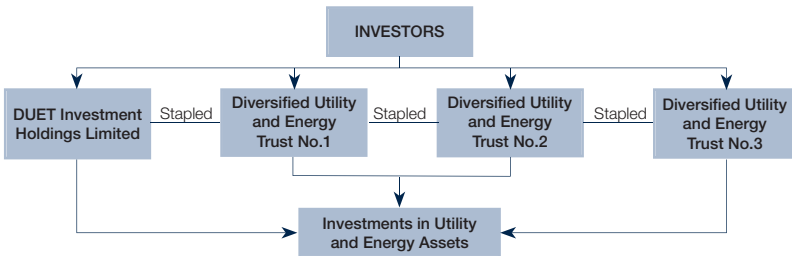 INVESTORS
DUET Investment
Holdings Limited
Stapled
Diversified Utility
and Energy
Trust No.1
Stapled
Diversified Utility
and Energy
Trust No.2
Stapled
Diversified Utility
and Energy
Trust No.3
Investments in Utility
and Energy Assets